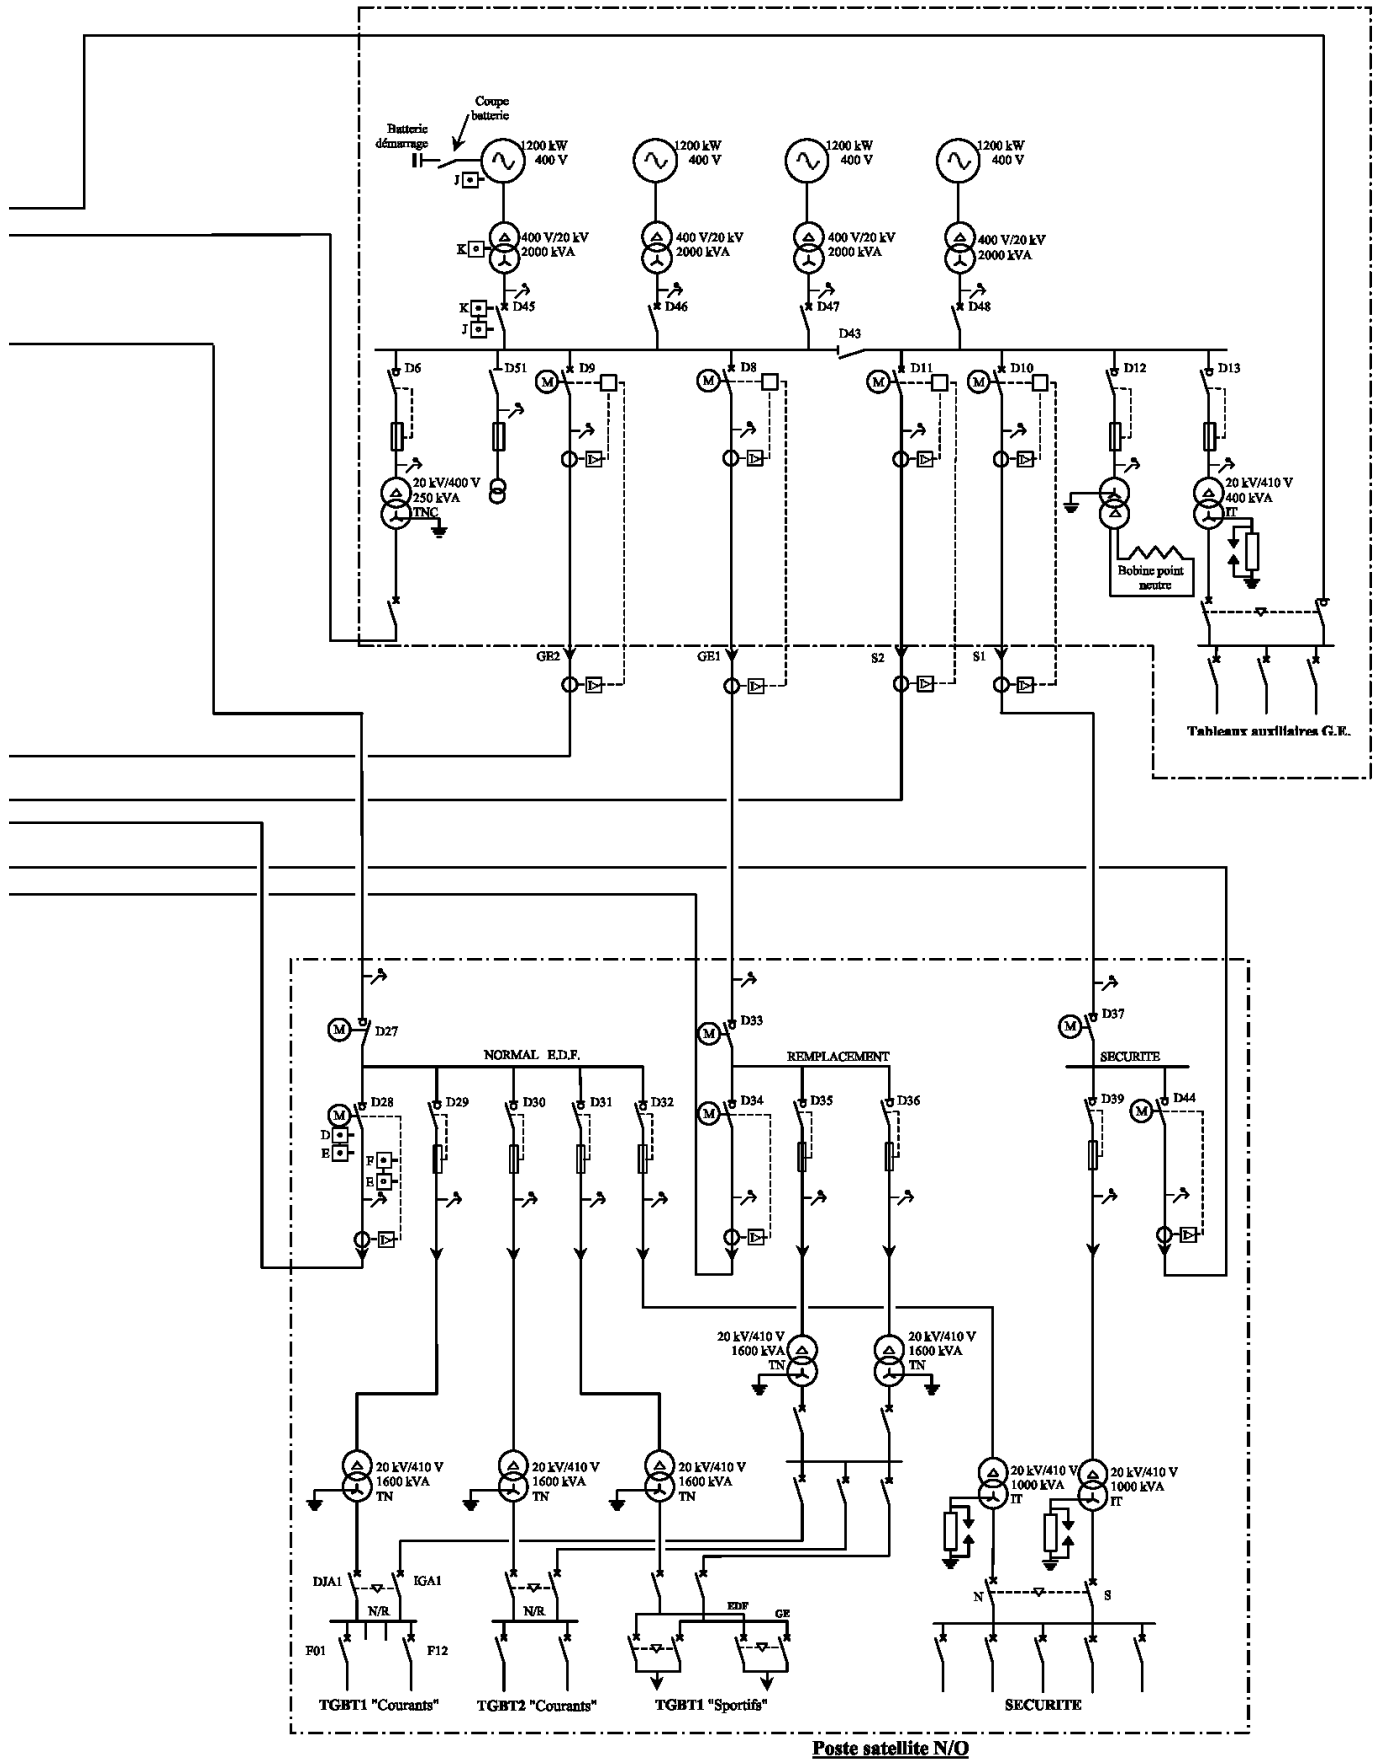 Coupe
batterie
Batterie
démarrage
1200 kW
400 V
1200 kW
400 V
1200 kW
400 V
1200 kW
400 V
J
K
400 V/20 kV
2000 kVA
400 V/20 kV
2000 kVA
400 V/20 kV
2000 kVA
400 V/20 kV
2000 kVA
K
J
D45
D46
D47
D48
D43
D6
D51
D9
D8
D11
D10
D12
D13
M
M
M
M
I>
I>
I>
I>
20 kV/400 V
250 kVA
TNC
20 kV/410 V
400 kVA
IT
Bobine point
neutre
GE2
GE1
S2
S1
I>
I>
I>
I>
Tableaux auxiliaires G.E.
M
D27
M
D33
M
D37
NORMAL E.D.F.
REMPLACEMENT
SECURITE
M
D28
D29
D30
D31
D32
M
D34
D35
D36
D39
M
D44
D
E
F
E
I>
I>
I>
20 kV/410 V
1600 kVA
TN
20 kV/410 V
1600 kVA
TN
20 kV/410 V
1600 kVA
TN
20 kV/410 V
1600 kVA
TN
20 kV/410 V
1600 kVA
TN
20 kV/410 V
1000 kVA
IT
20 kV/410 V
1000 kVA
IT
DJA1
IGA1
N/R
N/R
EDF
GE
N
S
F01
F12
TGBT1 "Courants"
TGBT2 "Courants"
TGBT1 "Sportifs"
SECURITE
Poste satellite N/O